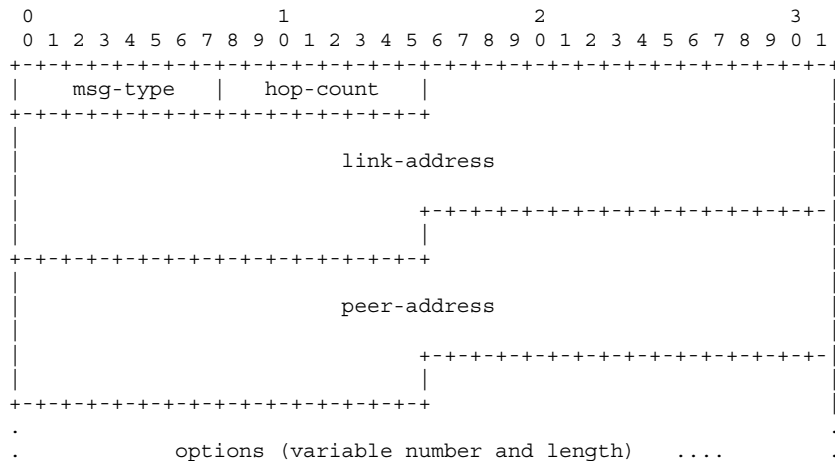 0                   1                   2                   3
0 1 2 3 4 5 6 7 8 9 0 1 2 3 4 5 6 7 8 9 0 1 2 3 4 5 6 7 8 9 0 1
msg-type | hop-count
link-address
peer-address
. .
. options (variable number and length) .... .